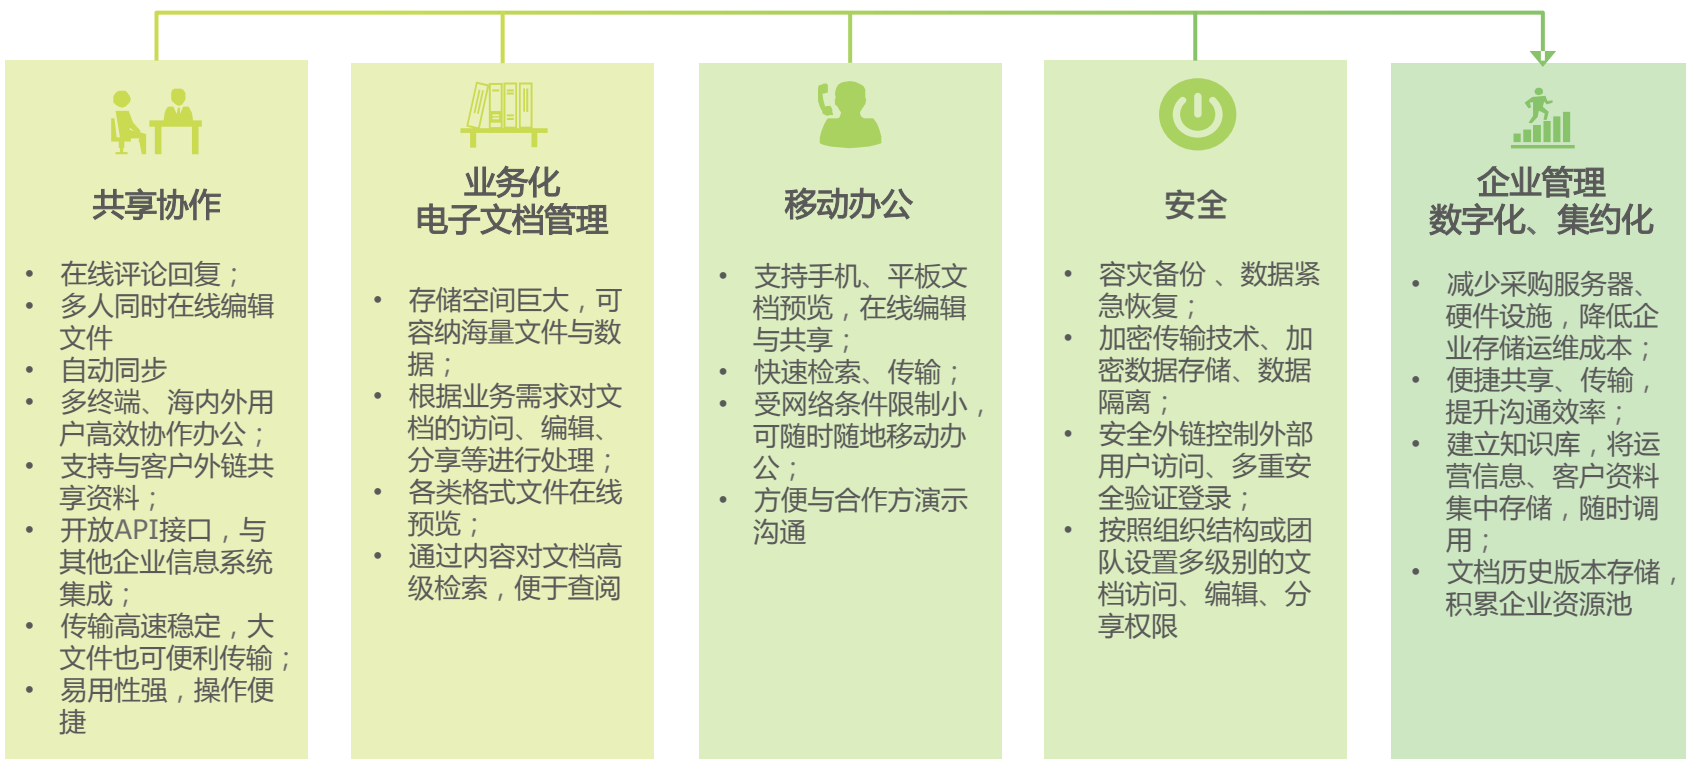 共享协作
• 在线评论回复；
• 多人同时在线编辑
文件
• 自动同步
• 多终端、海内外用
户高效协作办公；
• 支持与客户外链共
享资料；
• 开放API接口，与
其他企业信息系统
集成；
• 传输高速稳定，大
文件也可便利传输；
• 易用性强，操作便
捷
业务化
电子文档管理
• 存储空间巨大，可
容纳海量文件与数
据；
• 根据业务需求对文
档的访问、编辑、
分享等进行处理；
• 各类格式文件在线
预览；
• 通过内容对文档高
级检索，便于查阅
移动办公
• 支持手机、平板文
档预览，在线编辑
与共享；
• 快速检索、传输；
• 受网络条件限制小，
可随时随地移动办
公；
• 方便与合作方演示
沟通
安全
• 容灾备份 、数据紧
急恢复；
• 加密传输技术、加
密数据存储、数据
隔离；
• 安全外链控制外部
用户访问、多重安
全验证登录；
• 按照组织结构或团
队设置多级别的文
档访问、编辑、分
享权限
企业管理
数字化、集约化
• 减少采购服务器、
硬件设施，降低企
业存储运维成本；
• 便捷共享、传输，
提升沟通效率；
• 建立知识库，将运
营信息、客户资料
集中存储，随时调
用；
• 文档历史版本存储，
积累企业资源池